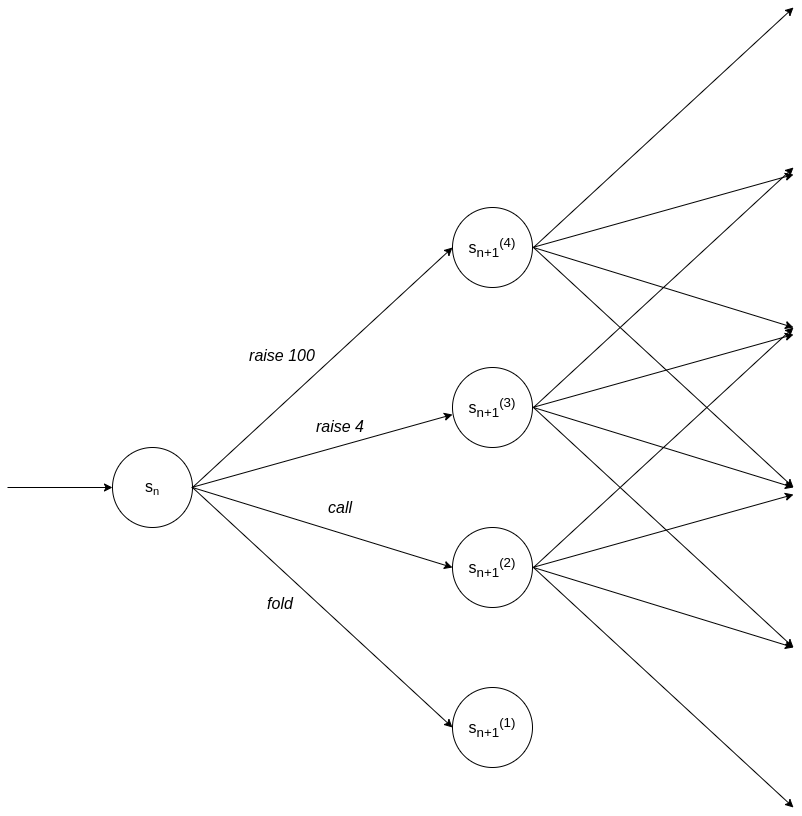 s_{n+1}^{(4)}
raise 100
s_{n+1}^{(3)}
raise 4
s_n
call
s_{n+1}^{(2)}
fold
s_{n+1}^{(1)}